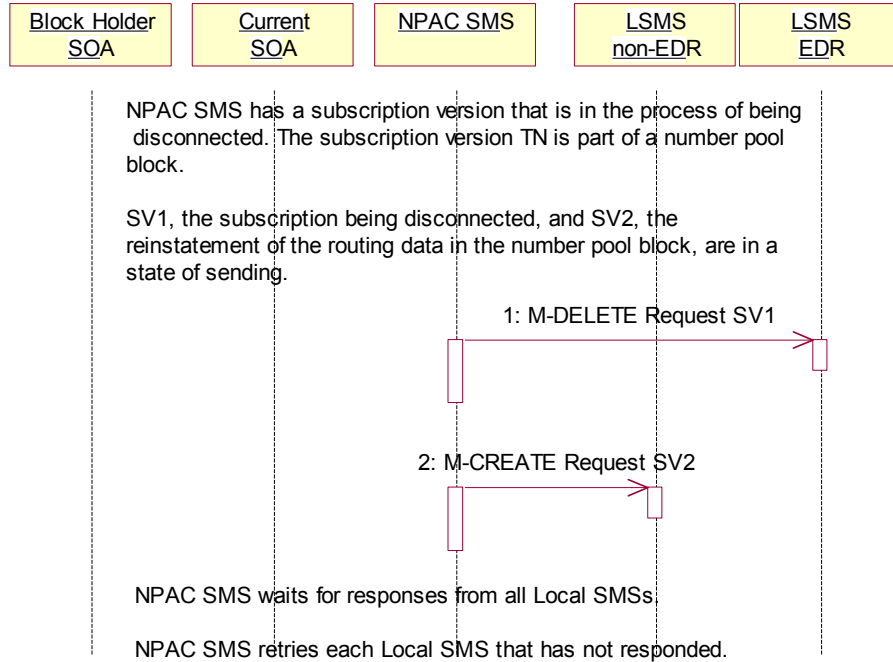 Block Holder
SOA
Current
SOA
NPAC SMS
LSMS
non-EDR
LSMS
EDR
NPAC SMS has a subscription version that is in the process of being
disconnected. The subscription version TN is part of a number pool
block.
SV1, the subscription being disconnected, and SV2, the
reinstatement of the routing data in the number pool block, are in a
state of sending.
1: M-DELETE Request SV1
2: M-CREATE Request SV2
NPAC SMS waits for responses from all Local SMSs.
NPAC SMS retries each Local SMS that has not responded.